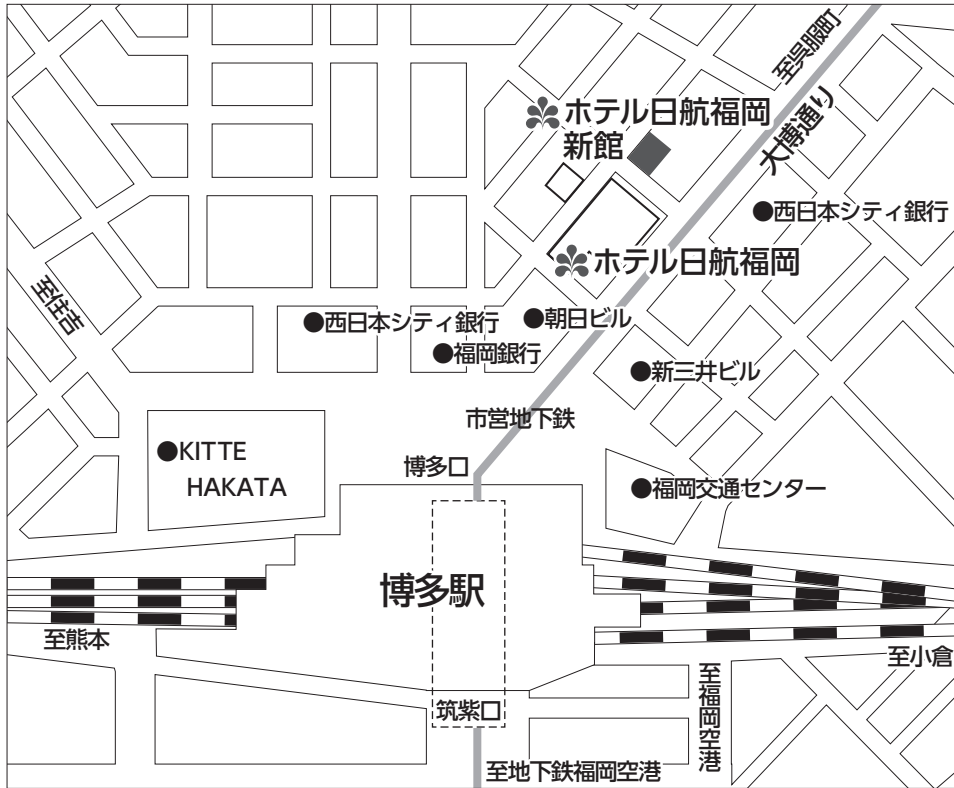 至呉服町
大博通り
ホテル日航福岡
新館
●西日本シティ銀行
ホテル日航福岡
至住吉
●西日本シティ銀行
●朝日ビル
●福岡銀行
●新三井ビル
市営地下鉄
●KITTE
HAKATA
博多口
●福岡交通センター
博多駅
至熊本
至小倉
筑紫口
至福岡空港
至地下鉄福岡空港